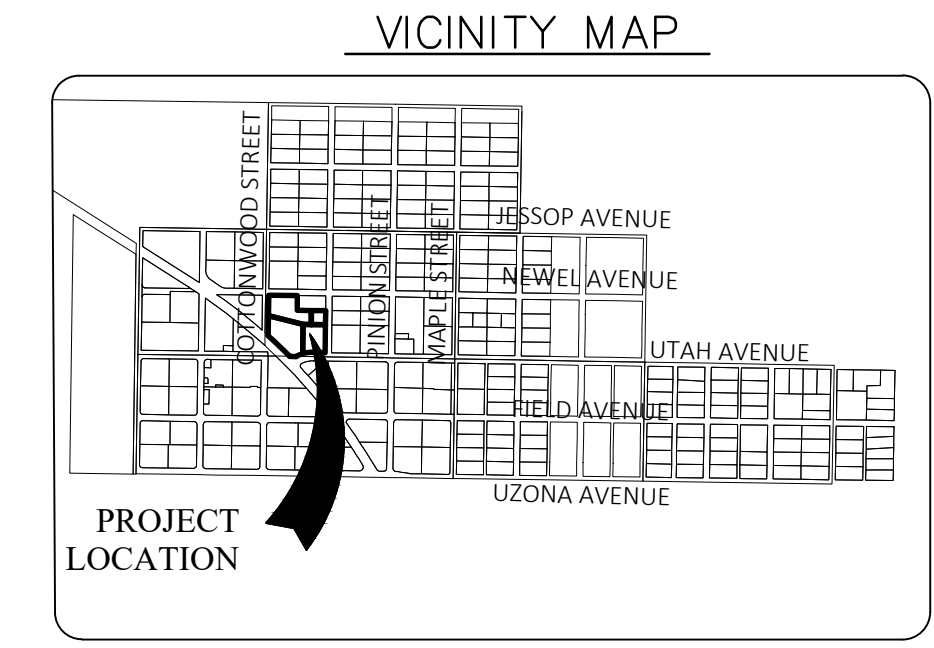 VICINITY MAP
COTTONWOOD STREET
PINION STREET
MAPLE STREET
JESSOP AVENUE
NEWEL AVENUE
UTAH AVENUE
FIELD AVENUE
UZONA AVENUE
PROJECT
LOCATION